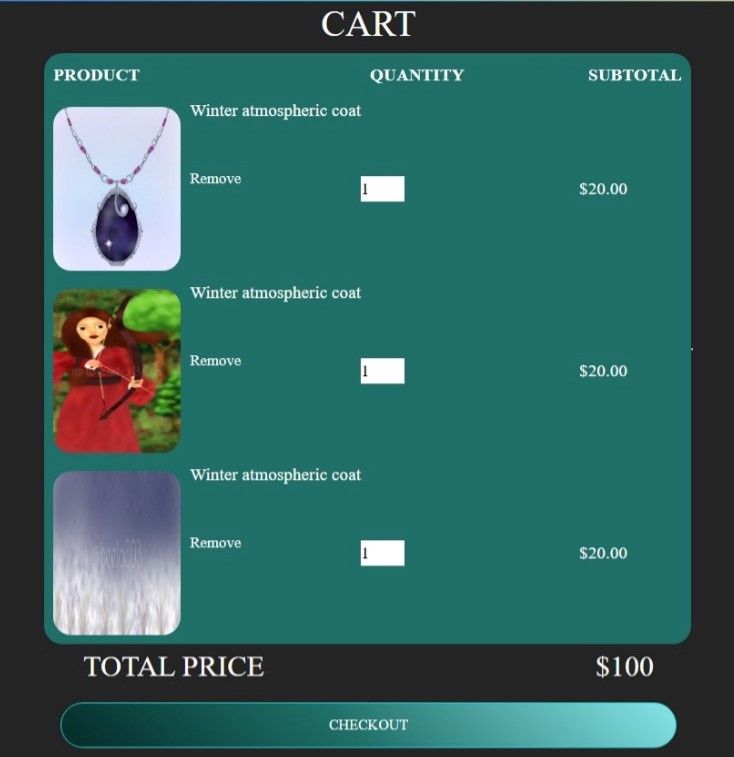 CART
PRODUCT QUANTITY SUBTOTAL
Winter atmospheric coat
Remove 1 $20.00
Winter atmospheric coat
Remove 1 $20.00
Winter atmospheric coat
Remove 1 $20.00
TOTAL PRICE $100
CHECKOUT